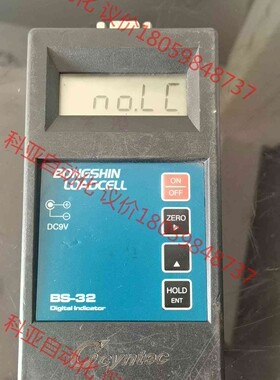 no.LC
BONGSHIN
LOADCELL
ON
OFF
DC9V
ZERO
HOLD
ENT
BS-32
Digital Indicator
科亚自动化 议价18059848737
科亚自动化 议价18059848737